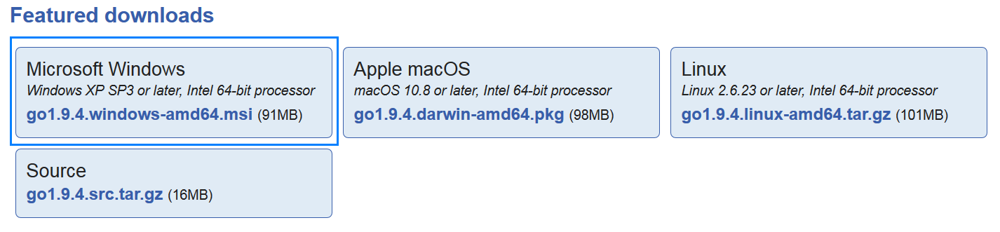 Featured downloads
Microsoft Windows
Windows XP SP3 or later, Intel 64-bit processor
go1.9.4.windows-amd64.msi (91MB)
Apple macOS
macOS 10.8 or later, Intel 64-bit processor
go1.9.4.darwin-amd64.pkg (98MB)
Linux
Linux 2.6.23 or later, Intel 64-bit processor
go1.9.4.linux-amd64.tar.gz (101MB)
Source
go1.9.4.src.tar.gz (16MB)